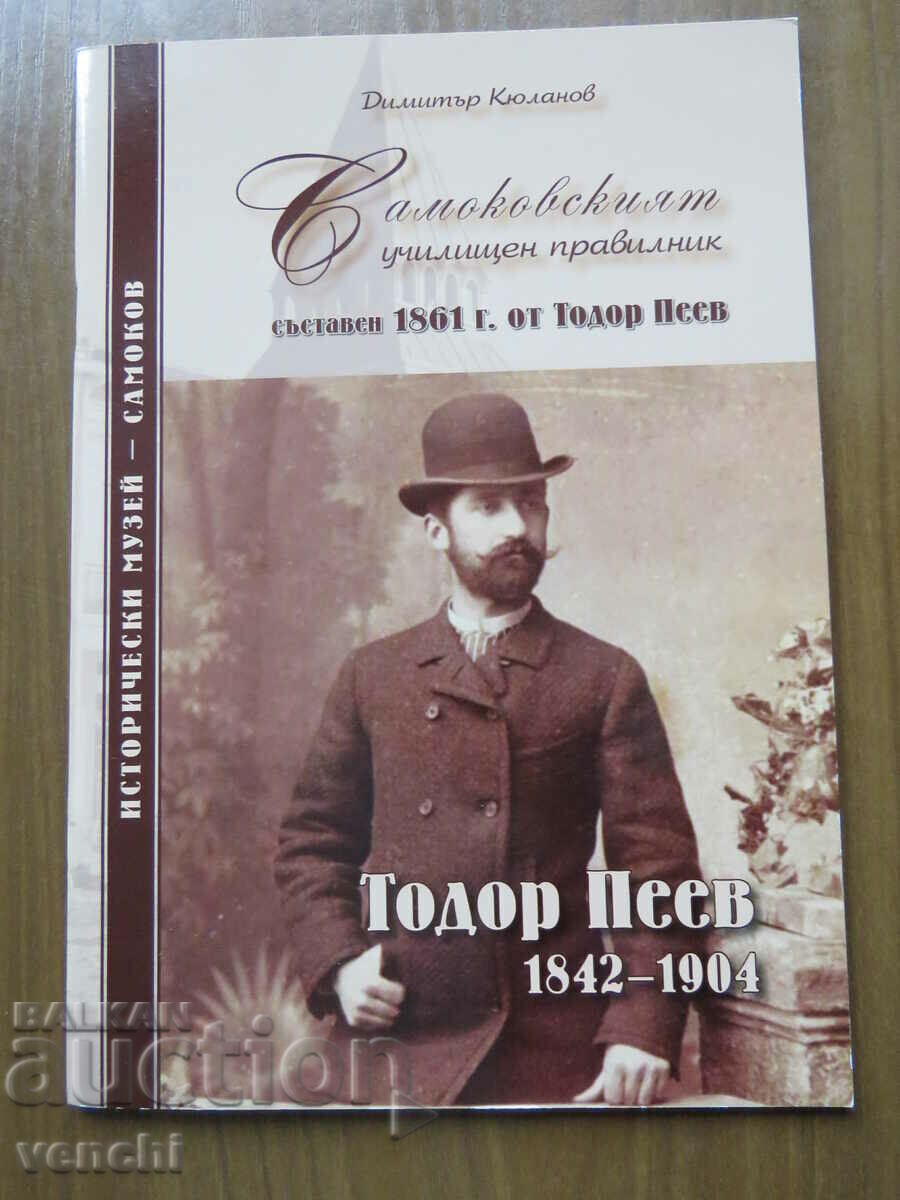 Димитър Кюланов
Самоковският
училищен правилник
съставен 1861 г. от Тодор Пеев
ИСТОРИЧЕСКИ МУЗЕЙ – САМОКОВ
Тодор Пеев
1842–1904
BALKAN
auction
venchi